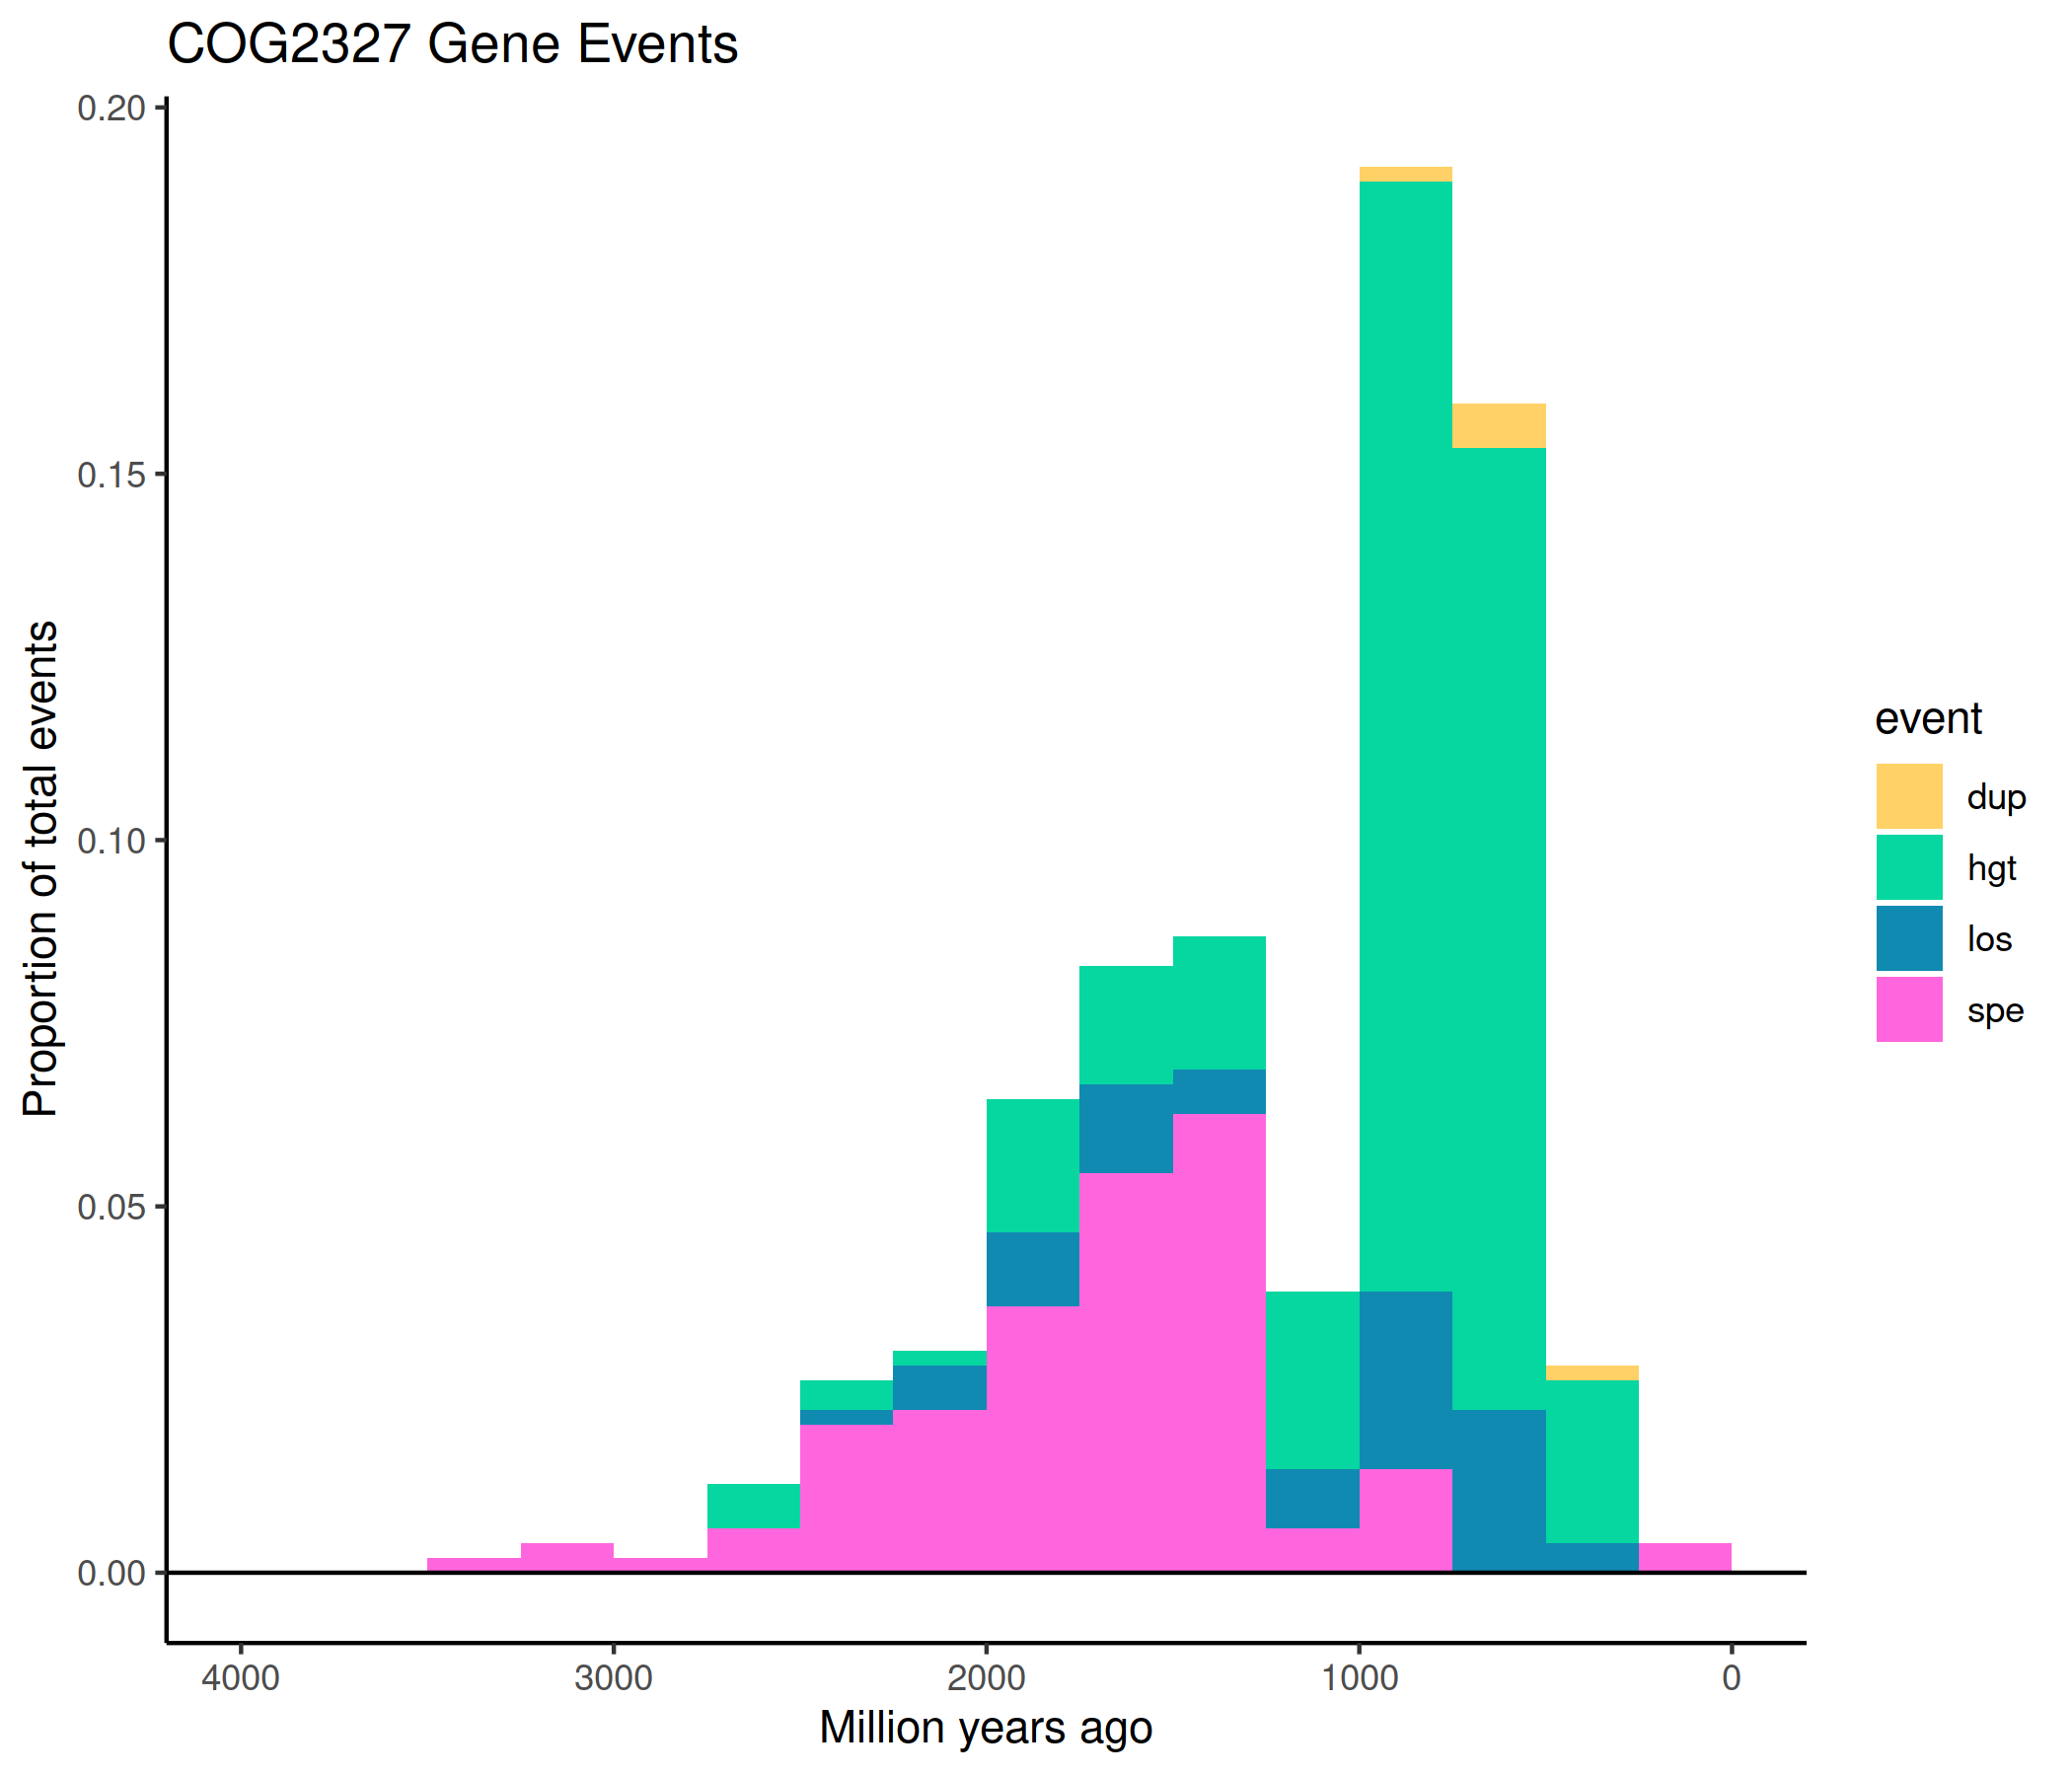 COG2327 Gene Events
Proportion of total events
0.20
0.15
0.10
0.05
0.00
4000 3000 2000 1000 0
Million years ago
event
dup
hgt
los
spe